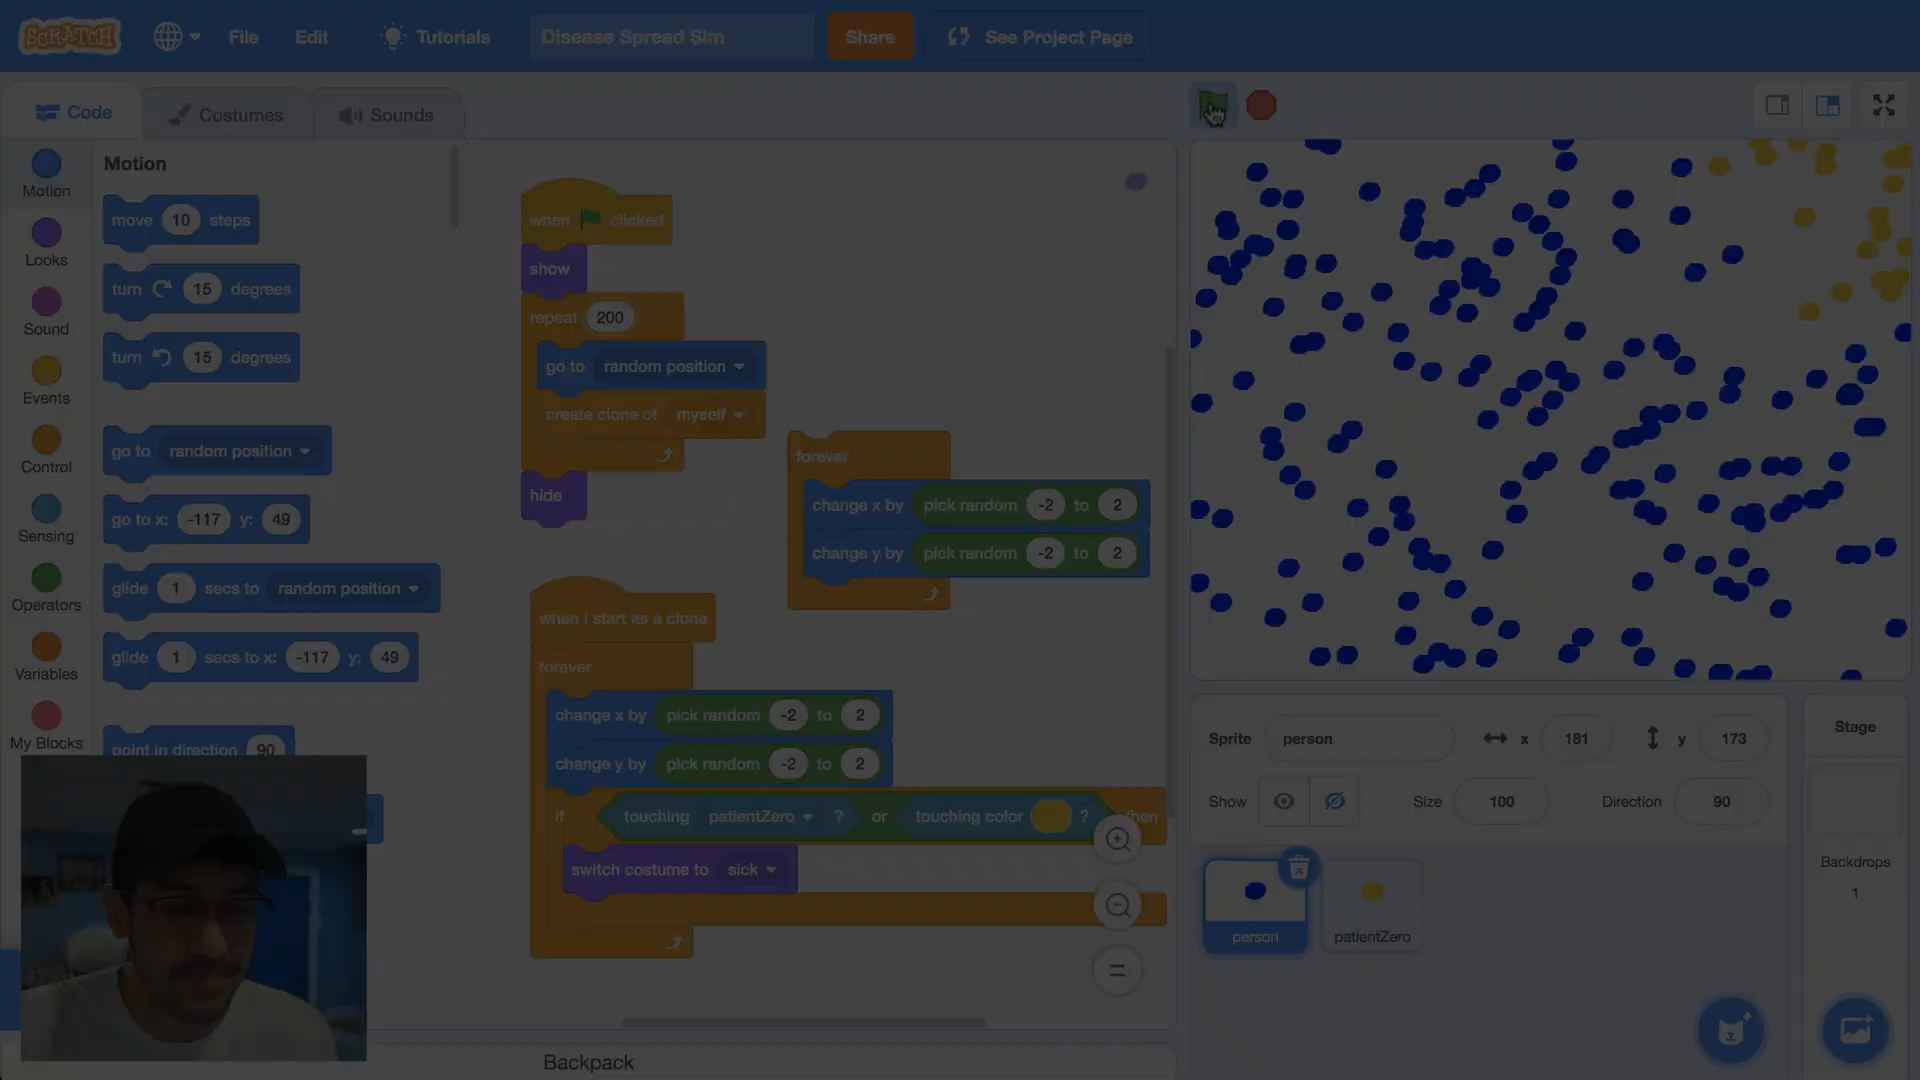 SCRATCH
File
Edit
Tutorials
Disease Spread Sim
Share
See Project Page
Code
Costumes
Sounds
Motion
Looks
Sound
Events
Control
Sensing
Operators
Variables
My Blocks
Motion
move 10 steps
turn 15 degrees
turn 15 degrees
go to random position
go to x: -117 y: 49
glide 1 secs to random position
glide 1 secs to x: -117 y: 49
point in direction 90
when clicked
show
repeat 200
go to random position
create clone of myself
hide
forever
change x by pick random -2 to 2
change y by pick random -2 to 2
when I start as a clone
forever
change x by pick random -2 to 2
change y by pick random -2 to 2
if touching patientZero ? or touching color ? then
switch costume to sick
Backpack
Sprite person x 181 y 173
Show Size 100 Direction 90
person
patientZero
Stage
Backdrops
1